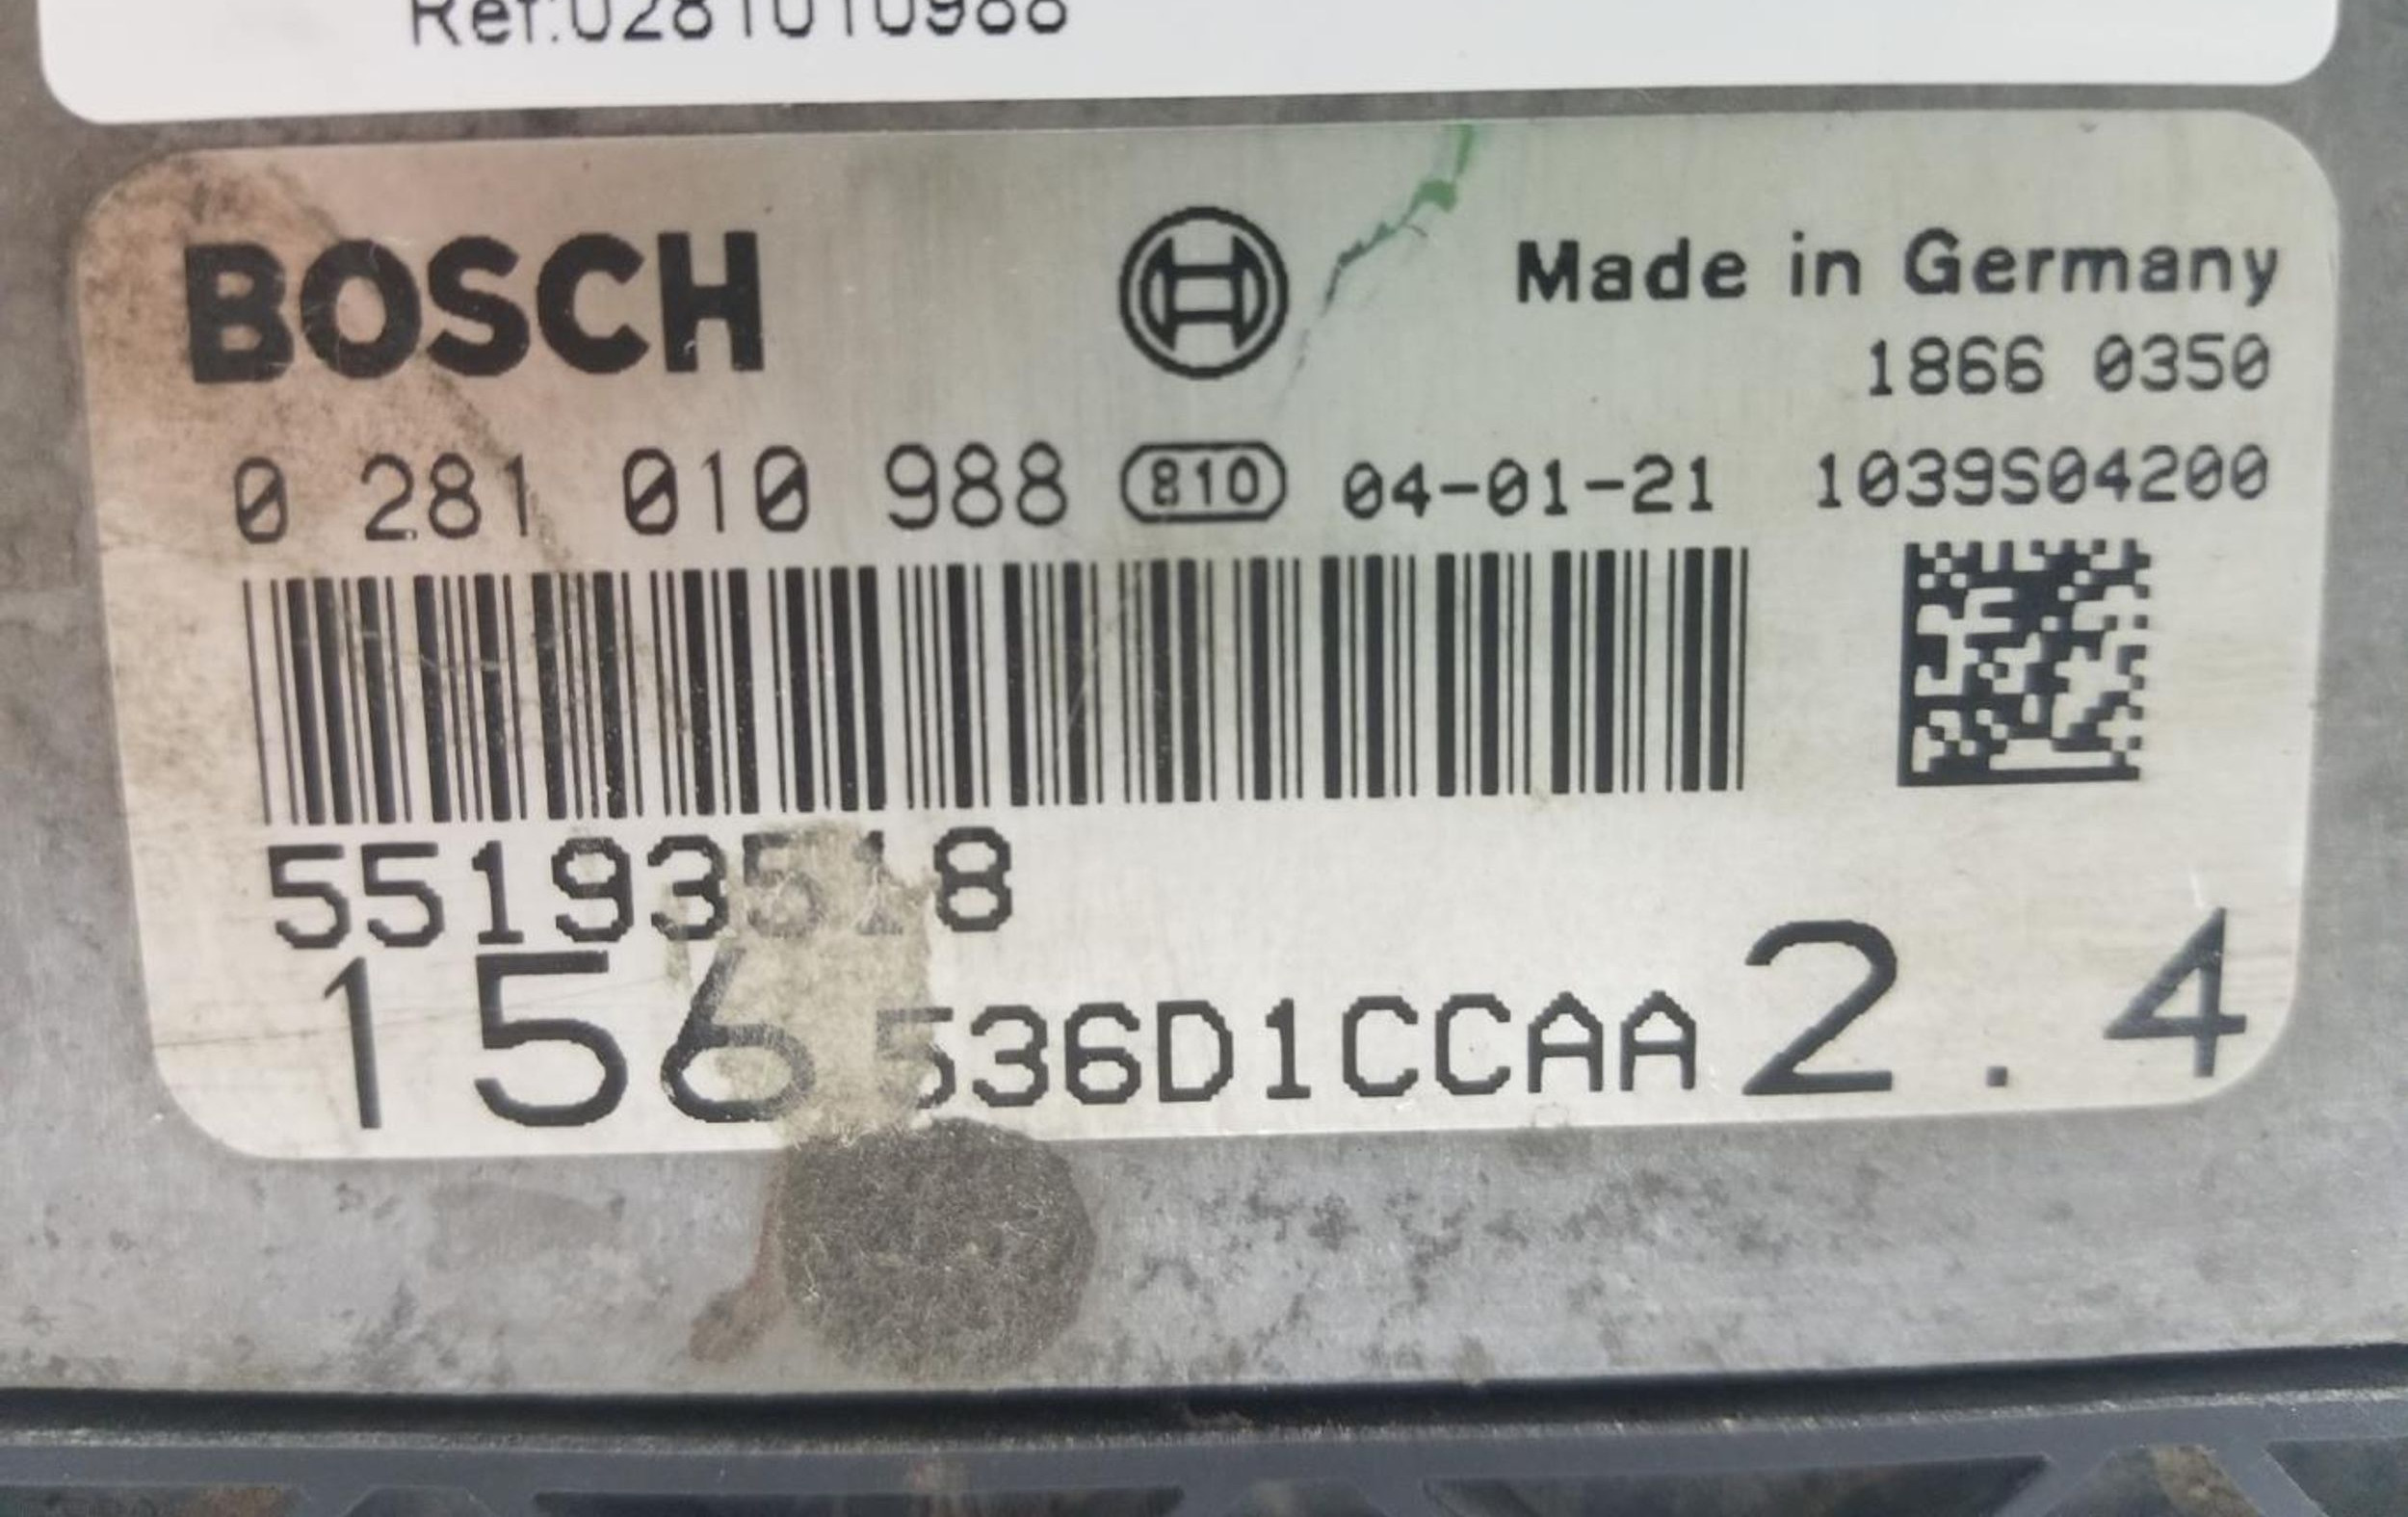 Ref:0281010988
BOSCH
Made in Germany
1866 0350
0 281 010 988 810 04-01-21 1039S04200
55193518
156 536D1CCAA 2.4